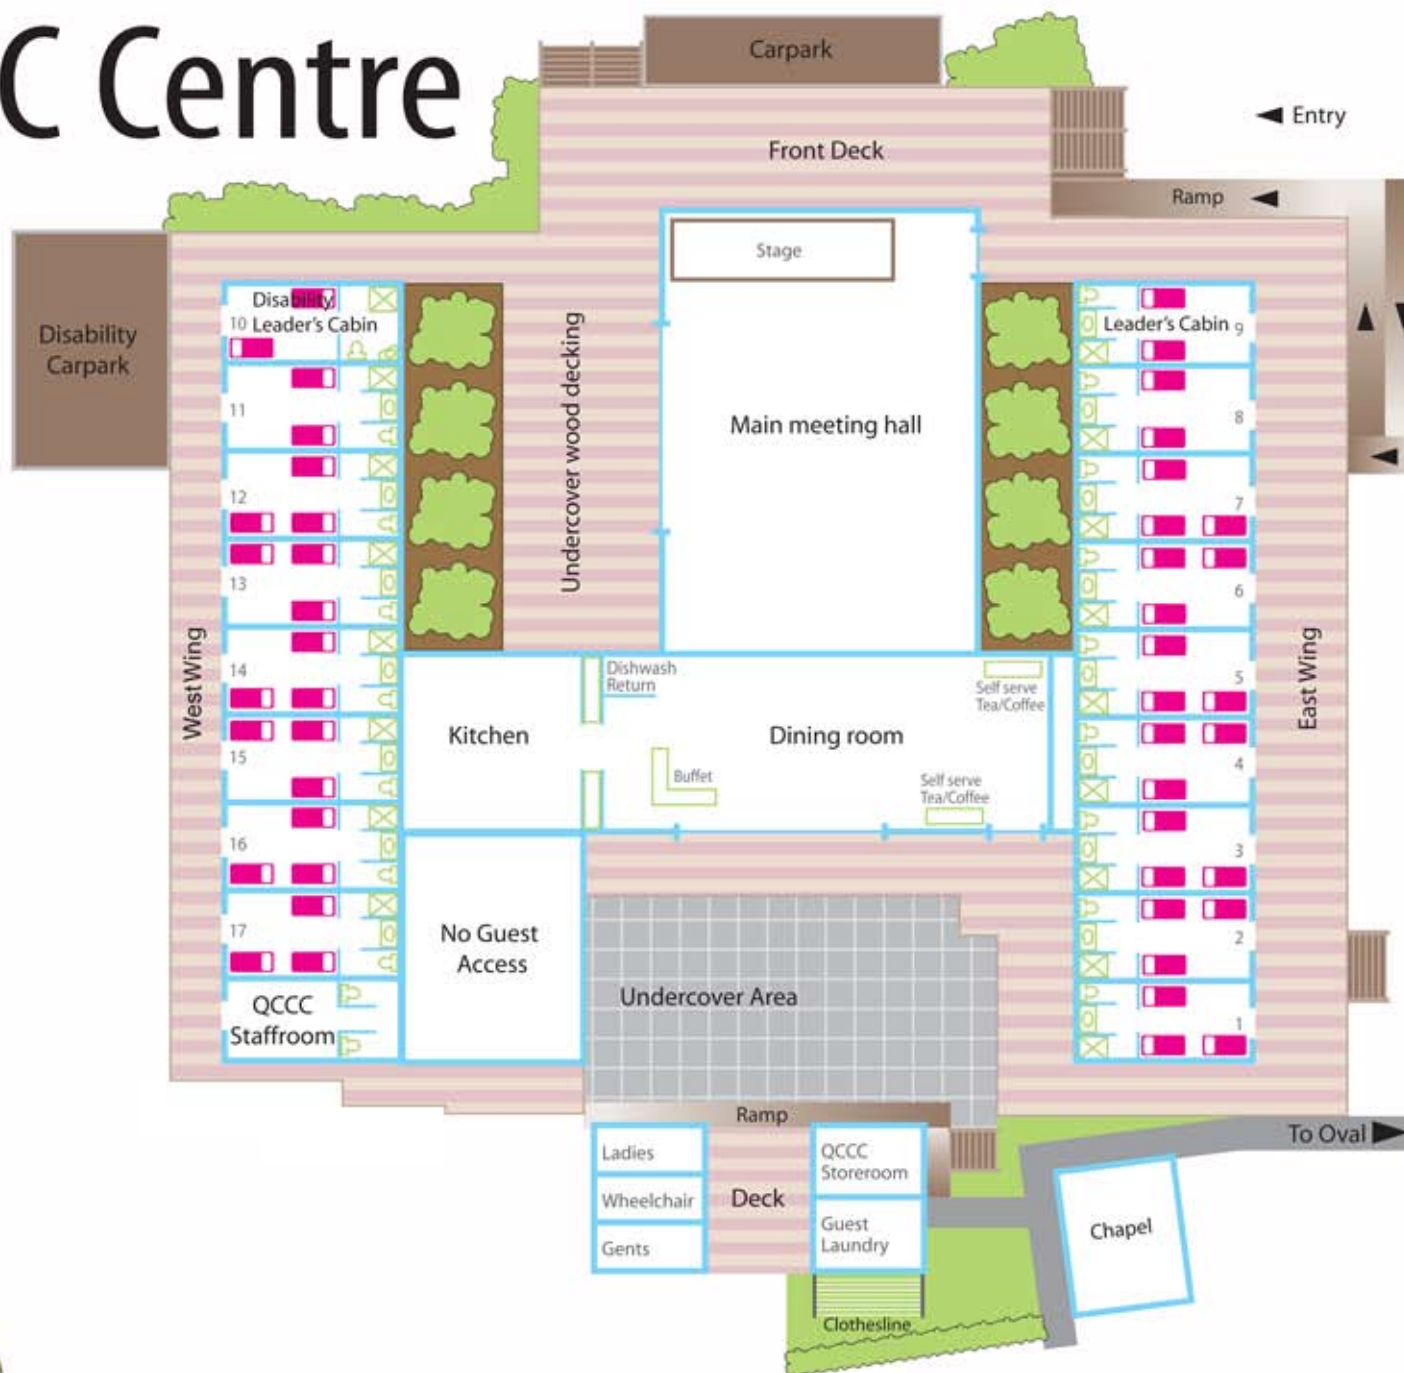 C Centre
Carpark
Entry
Front Deck
Ramp
Stage
Disability
10 Leader's Cabin
Leader's Cabin 9
Disability
Carpark
Undercover wood decking
Main meeting hall
11
8
12
7
13
6
West Wing
East Wing
14
5
Dishwash
Return
Self serve
Tea/Coffee
Kitchen
Dining room
15
4
Buffet
Self serve
Tea/Coffee
16
3
17
2
No Guest
Access
Undercover Area
QCCC
Staffroom
1
Ramp
To Oval
Ladies
QCCC
Storeroom
Wheelchair
Deck
Gents
Guest
Laundry
Chapel
Clothesline